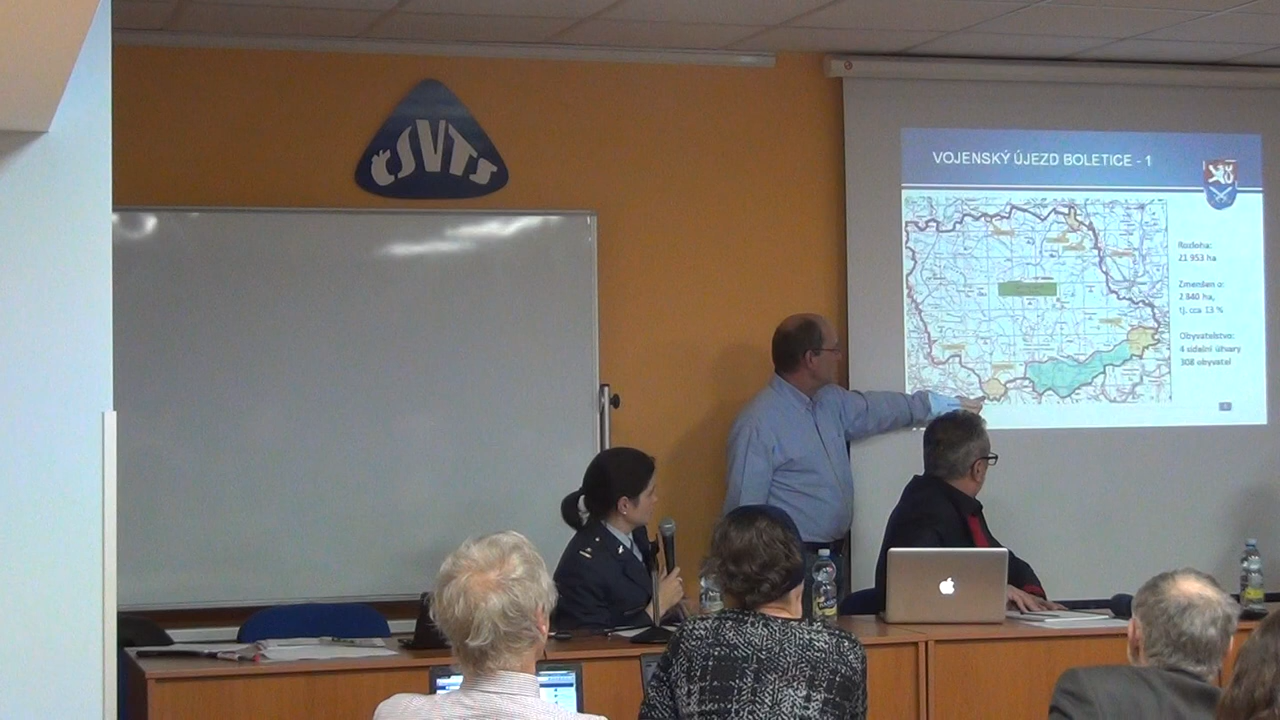 ČSVTS
VOJENSKÝ ÚJEZD BOLETICE - 1
Rozloha:
21 953 ha
Zmenšen o:
2 840 ha,
tj. cca 13 %
Obyvatelstvo:
4 sídelní útvary
308 obyvatel